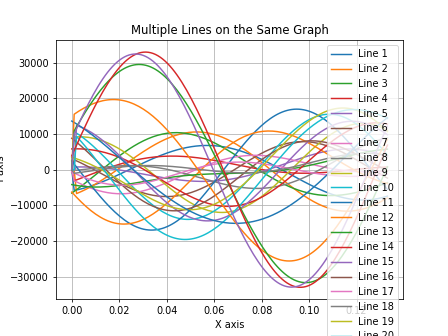 Multiple Lines on the Same Graph
30000
20000
10000
0
−10000
−20000
−30000
0.00 0.02 0.04 0.06 0.08 0.10
X axis
Line 1
Line 2
Line 3
Line 4
Line 5
Line 6
Line 7
Line 8
Line 9
Line 10
Line 11
Line 12
Line 13
Line 14
Line 15
Line 16
Line 17
Line 18
Line 19
Line 20